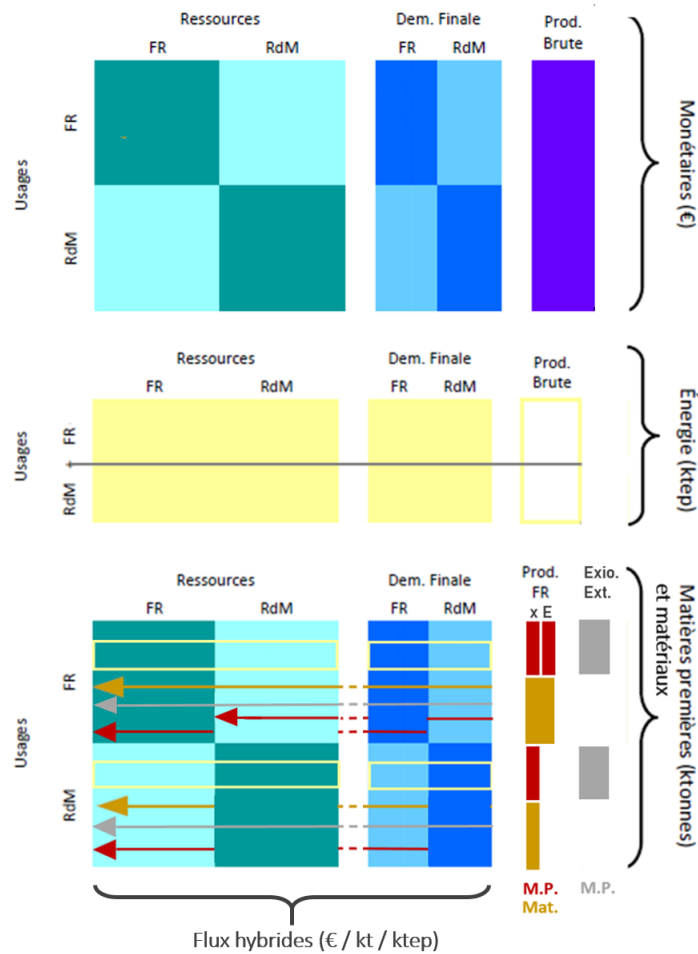 Ressources
Dem. Finale
Prod.
Brute
FR
RdM
FR
RdM
Usages
FR
RdM
Monétaires (€)
Ressources
Dem. Finale
Prod.
Brute
FR
RdM
FR
RdM
Usages
FR
RdM
Énergie (ktep)
Ressources
Dem. Finale
Prod.
FR
x E
Exio.
Ext.
FR
RdM
FR
RdM
Usages
FR
RdM
Matières premières (ktonnes)
et matériaux
M.P.
Mat.
M.P.
Flux hybrides (€ / kt / ktep)